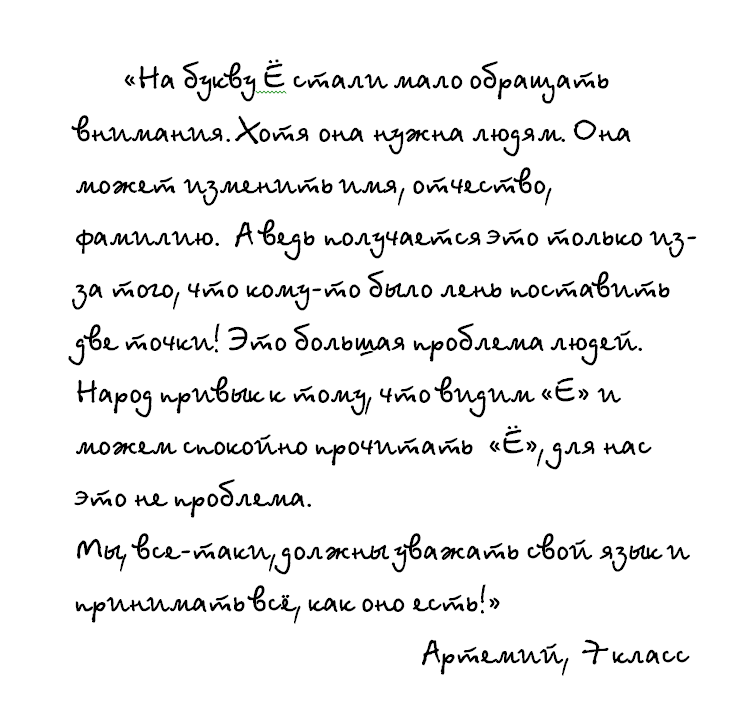 «На букву Ё стали мало обращать
внимания. Хотя она нужна людям. Она
может изменить имя, отчество,
фамилию. А ведь получается это только из-
за того, что кому-то было лень поставить
две точки! Это большая проблема людей.
Народ привык к тому, что видим «Е» и
можем спокойно прочитать «Ё», для нас
это не проблема.
Мы, все-таки, должны уважать свой язык и
принимать всё, как оно есть!»
Артемий, 7 класс